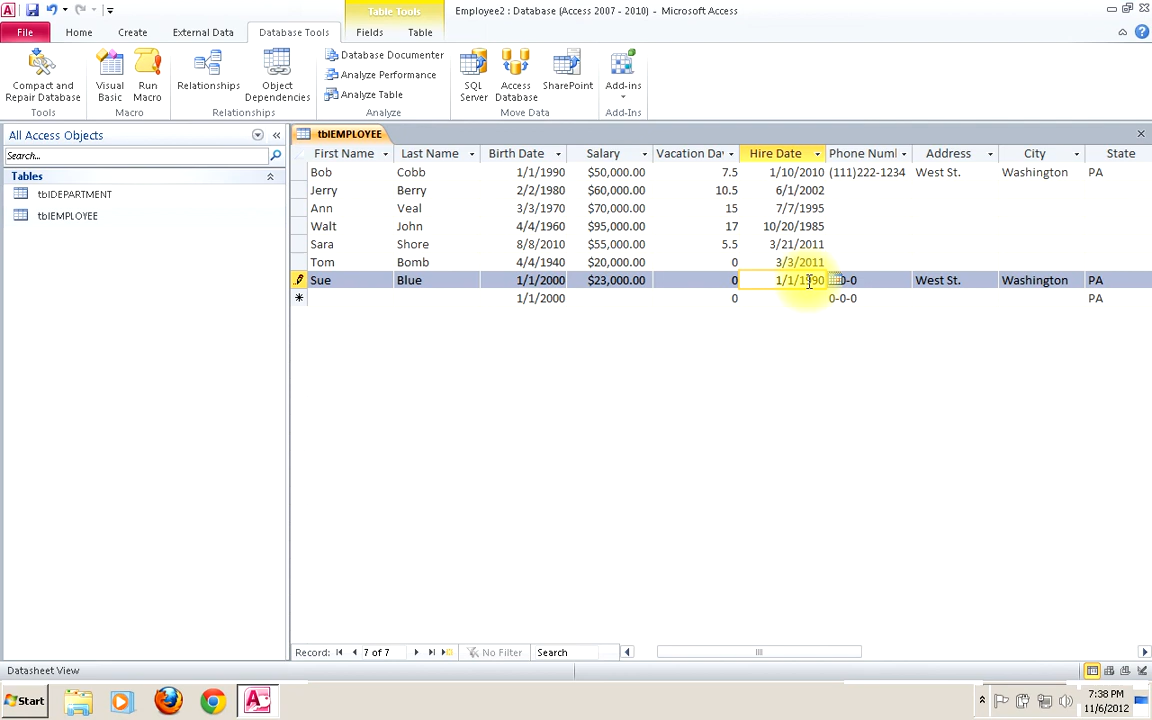 Table Tools
Employee2 : Database (Access 2007 - 2010) - Microsoft Access
File Home Create External Data Database Tools Fields Table
Compact and Repair Database
Visual Basic
Run Macro
Relationships
Object Dependencies
Database Documenter
Analyze Performance
Analyze Table
SQL Server
Access Database
SharePoint
Add-ins
Tools Macro Relationships Analyze Move Data Add-Ins
All Access Objects
Search...
Tables
tblDEPARTMENT
tblEMPLOYEE
tblEMPLOYEE
First Name Last Name Birth Date Salary Vacation Day Hire Date Phone Numl Address City State
Bob Cobb 1/1/1990 $50,000.00 7.5 1/10/2010 (111)222-1234 West St. Washington PA
Jerry Berry 2/2/1980 $60,000.00 10.5 6/1/2002
Ann Veal 3/3/1970 $70,000.00 15 7/7/1995
Walt John 4/4/1960 $95,000.00 17 10/20/1985
Sara Shore 8/8/2010 $55,000.00 5.5 3/21/2011
Tom Bomb 4/4/1940 $20,000.00 0 3/3/2011
Sue Blue 1/1/2000 $23,000.00 0 1/1/1990 0-0 West St. Washington PA
1/1/2000 0 0-0-0 PA
Record: 7 of 7 No Filter Search
Datasheet View
Start
7:38 PM
11/6/2012